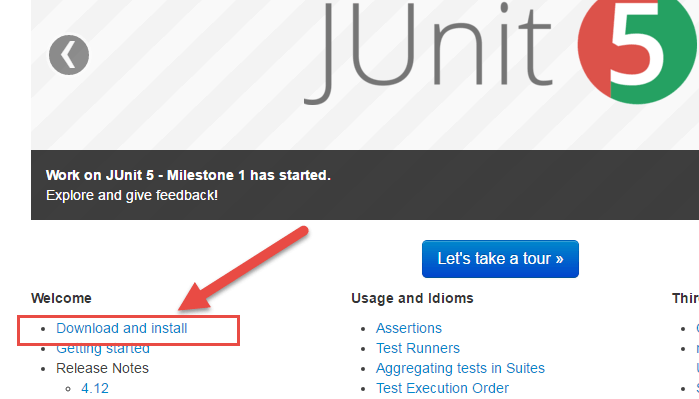 JUnit 5
Work on JUnit 5 - Milestone 1 has started.
Explore and give feedback!
Let's take a tour »
Welcome
Download and install
Getting started
Release Notes
4.12
Usage and Idioms
Assertions
Test Runners
Aggregating tests in Suites
Test Execution Order